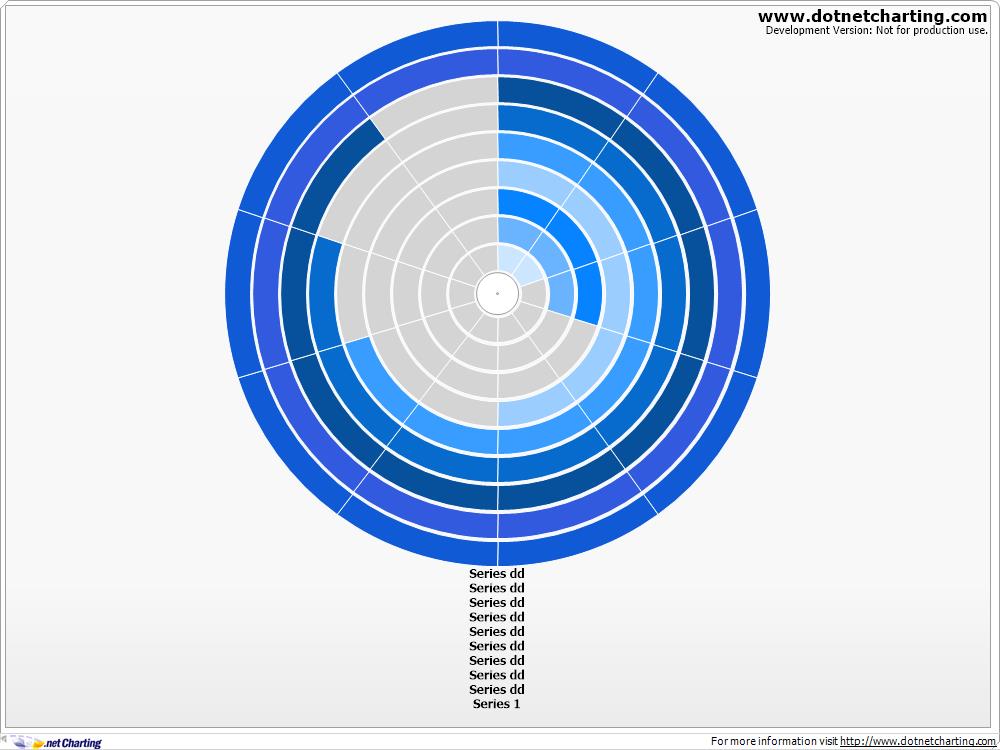 www.dotnetcharting.com
Development Version: Not for production use.
Series dd
Series dd
Series dd
Series dd
Series dd
Series dd
Series dd
Series dd
Series dd
Series 1
.net Charting
For more information visit http://www.dotnetcharting.com